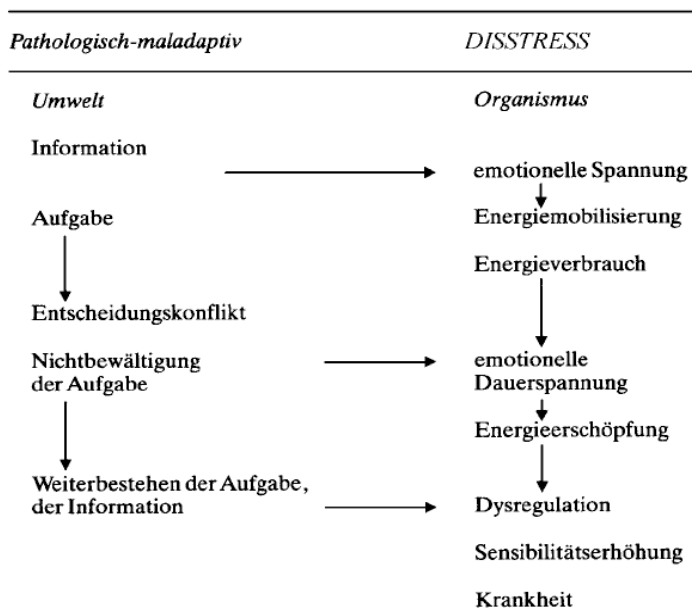 Pathologisch-maladaptiv
DISSTRESS
Umwelt
Organismus
Information
emotionelle Spannung
Aufgabe
Energiemobilisierung
Energieverbrauch
Entscheidungskonflikt
Nichtbewältigung
der Aufgabe
emotionelle
Dauerspannung
Energieerschöpfung
Weiterbestehen der Aufgabe,
der Information
Dysregulation
Sensibilitätserhöhung
Krankheit